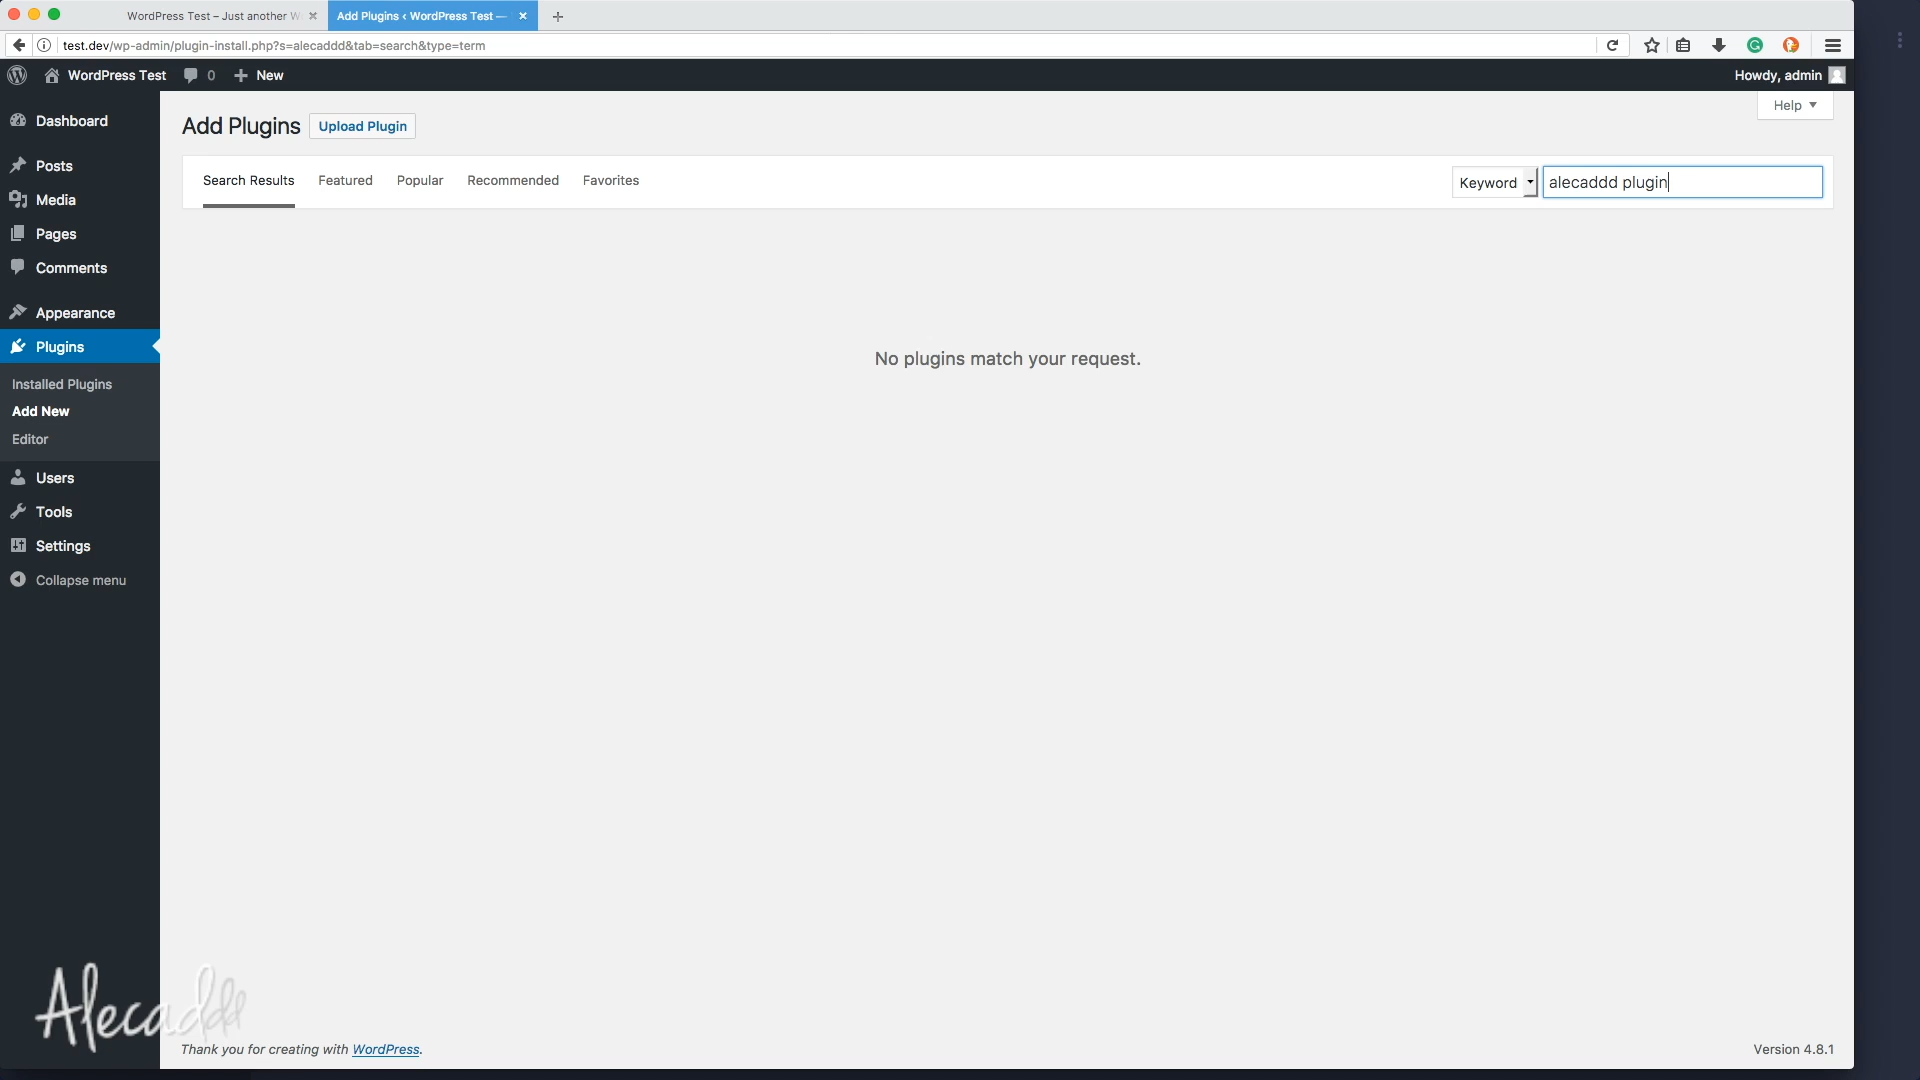 WordPress Test – Just another W
Add Plugins ‹ WordPress Test —
test.dev/wp-admin/plugin-install.php?s=alecaddd&tab=search&type=term
WordPress Test
0
New
Howdy, admin
Help
Dashboard
Posts
Media
Pages
Comments
Appearance
Plugins
Installed Plugins
Add New
Editor
Users
Tools
Settings
Collapse menu
Add Plugins
Upload Plugin
Search Results
Featured
Popular
Recommended
Favorites
Keyword
alecaddd plugin
No plugins match your request.
Alecaddd
Thank you for creating with WordPress.
Version 4.8.1